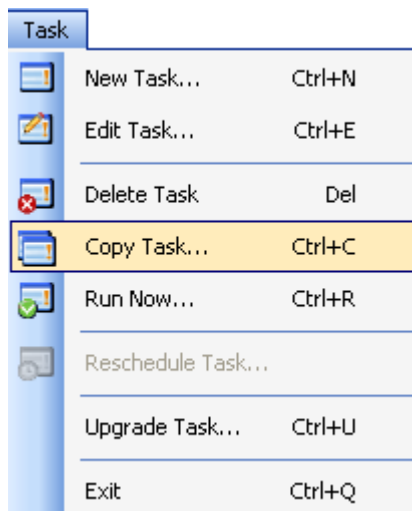 Task
New Task... Ctrl+N
Edit Task... Ctrl+E
Delete Task Del
Copy Task... Ctrl+C
Run Now... Ctrl+R
Reschedule Task...
Upgrade Task... Ctrl+U
Exit Ctrl+Q